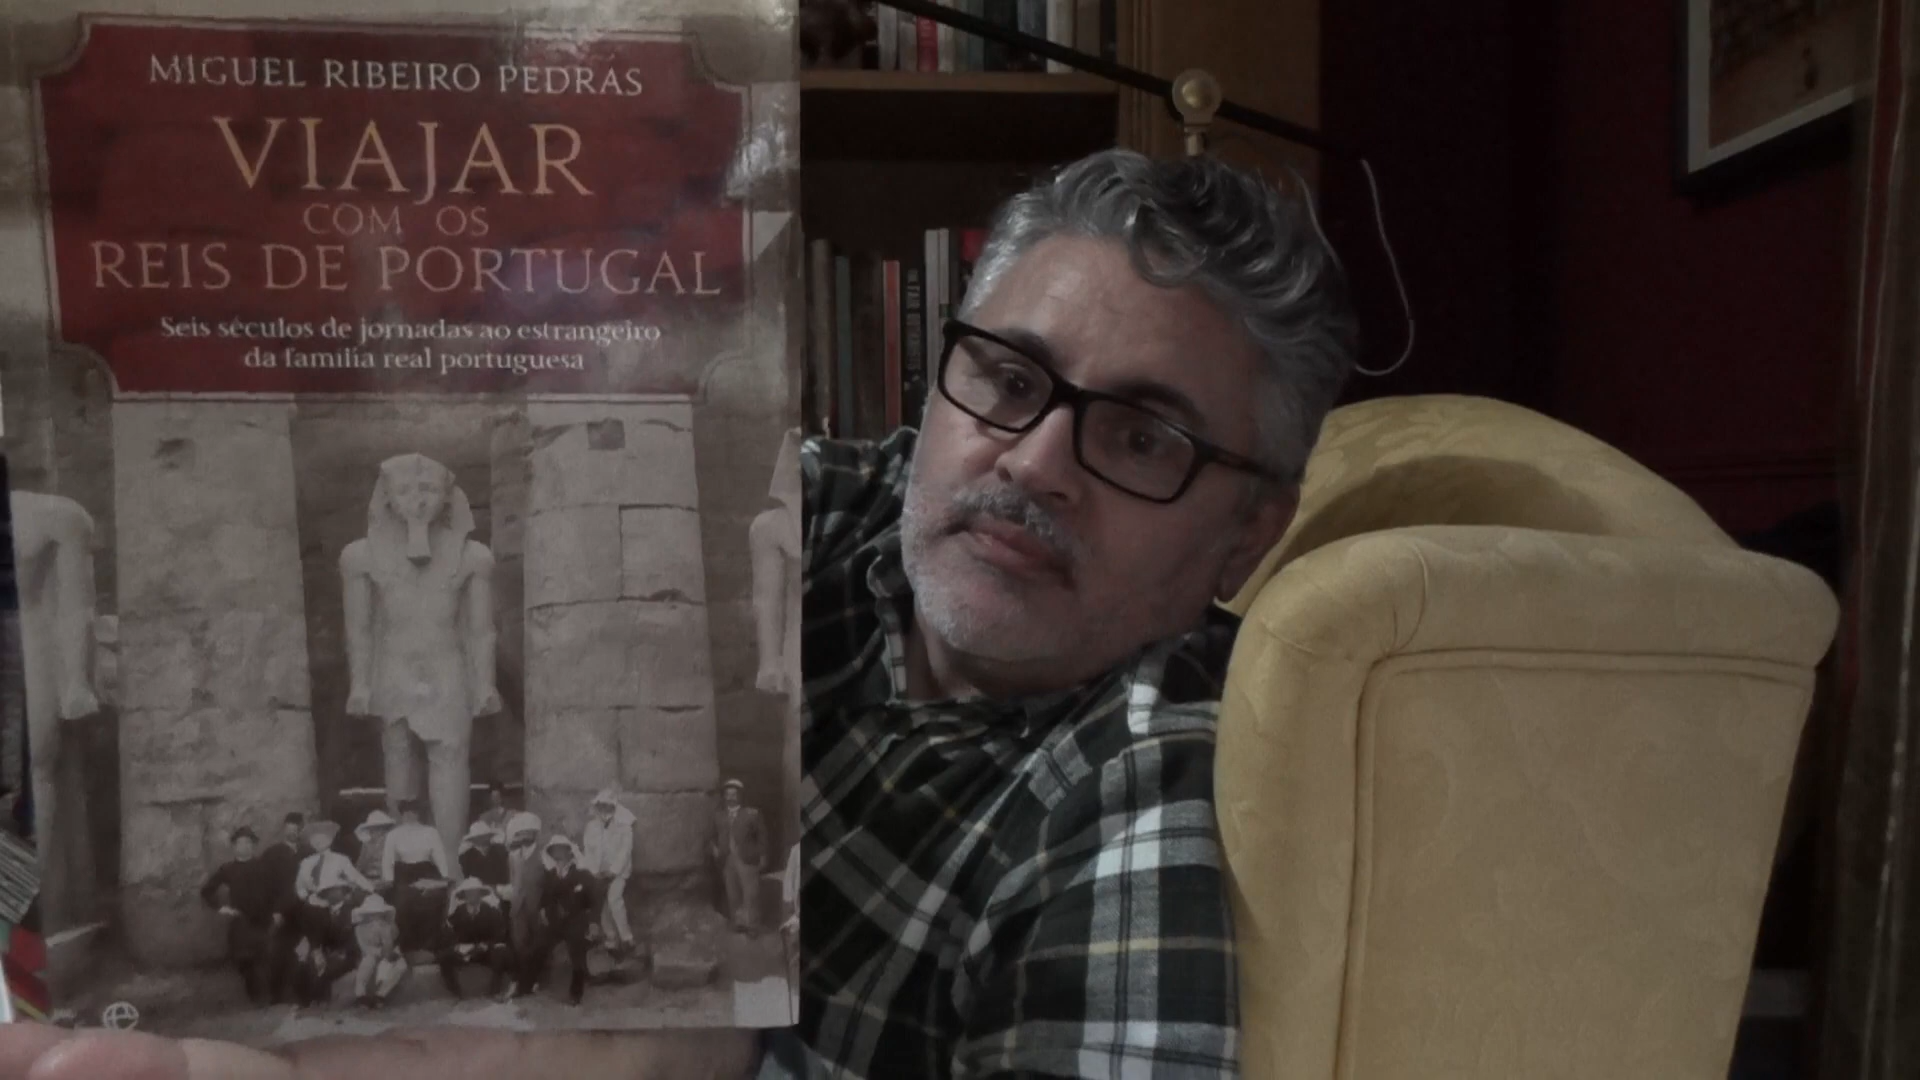 MIGUEL RIBEIRO PEDRAS
VIAJAR
COM OS
REIS DE PORTUGAL
Seis séculos de jornadas ao estrangeiro
da família real portuguesa